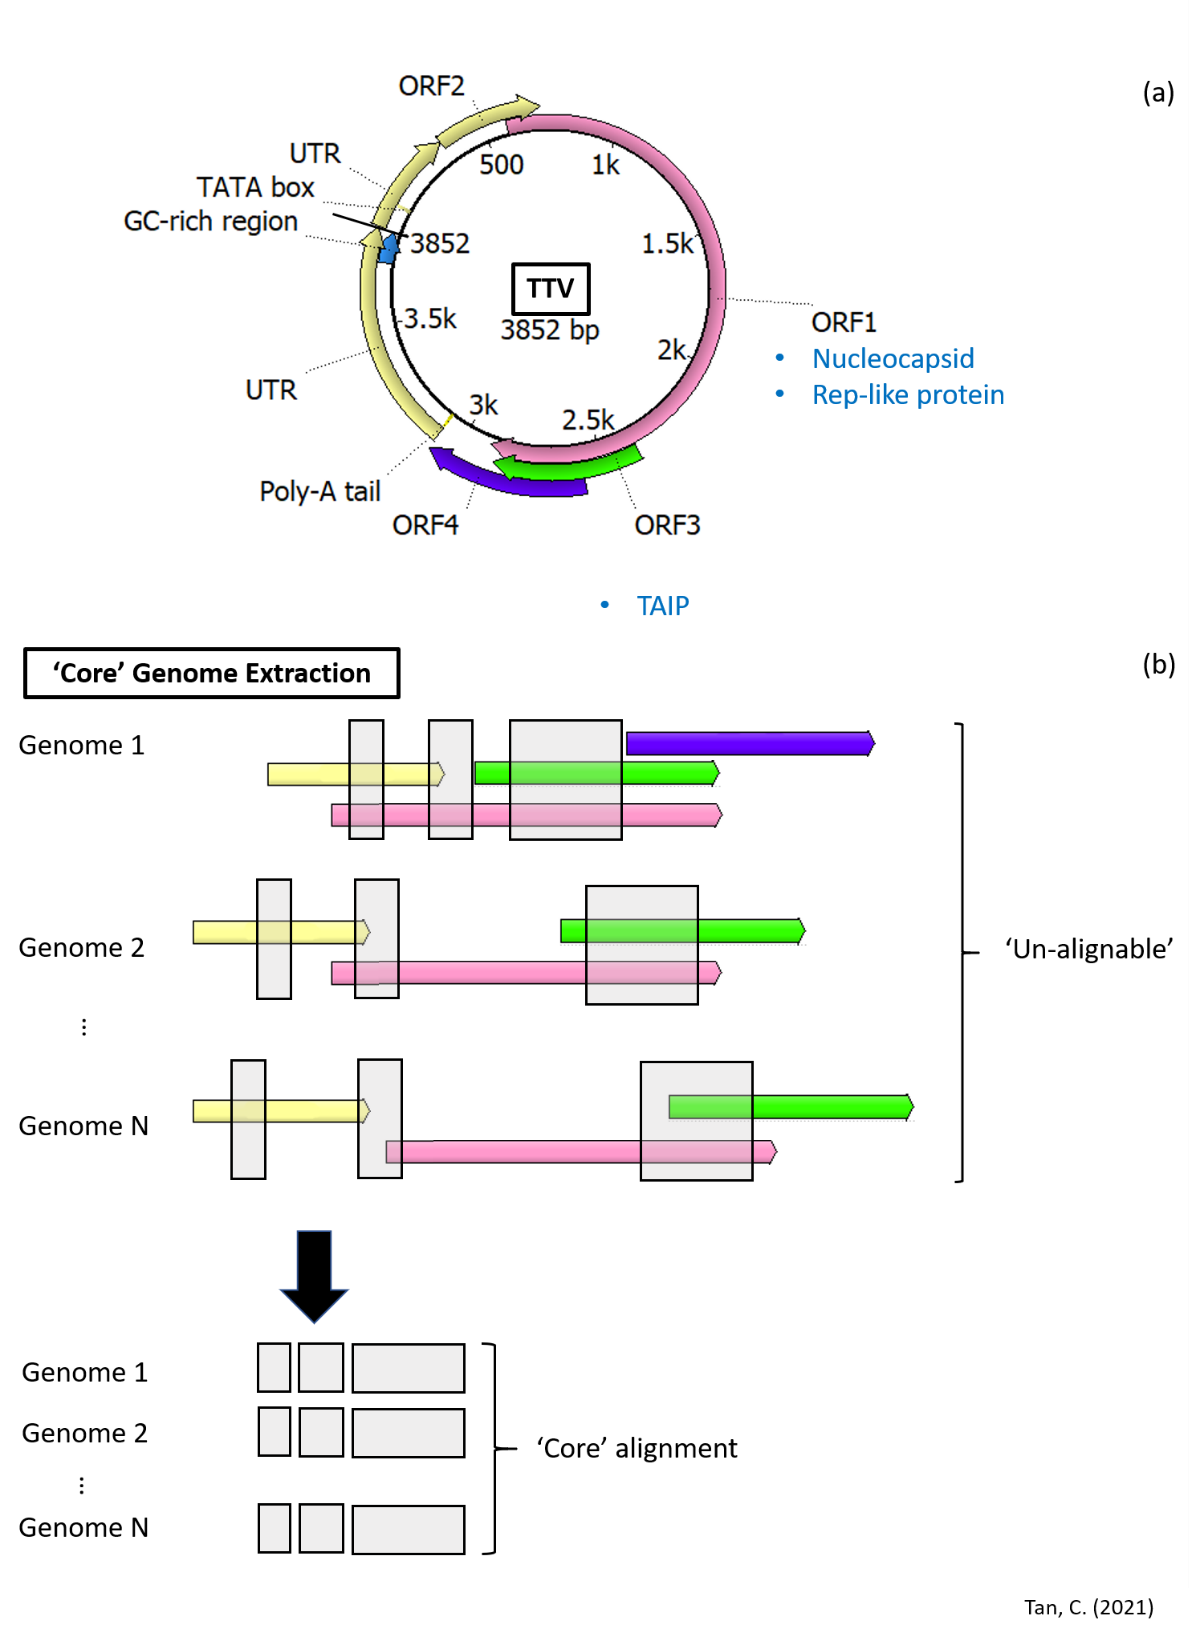 (a)
ORF2
UTR
TATA box
GC-rich region
500
1k
3852
1.5k
TTV
3852 bp
3.5k
ORF1
• Nucleocapsid
• Rep-like protein
2k
UTR
3k
2.5k
Poly-A tail
ORF4
ORF3
• TAIP
(b)
‘Core’ Genome Extraction
Genome 1
Genome 2
‘Un-alignable’
⋮
Genome N
Genome 1
Genome 2
‘Core’ alignment
⋮
Genome N
Tan, C. (2021)